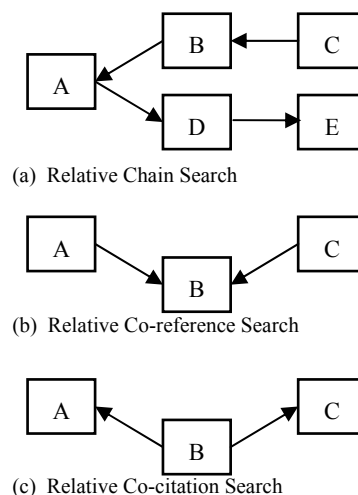 B C
A
D E
(a) Relative Chain Search
A C
B
(b) Relative Co-reference Search
A C
B
(c) Relative Co-citation Search